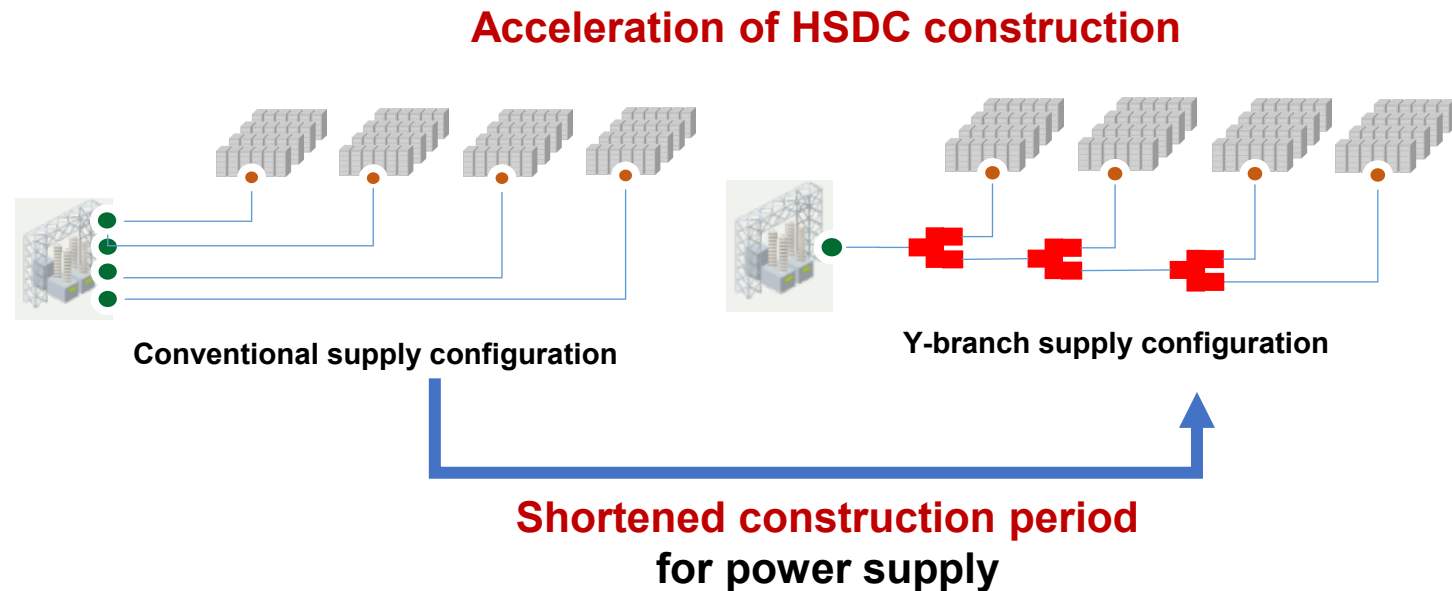 Acceleration of HSDC construction
Conventional supply configuration
Y-branch supply configuration
Shortened construction period
for power supply